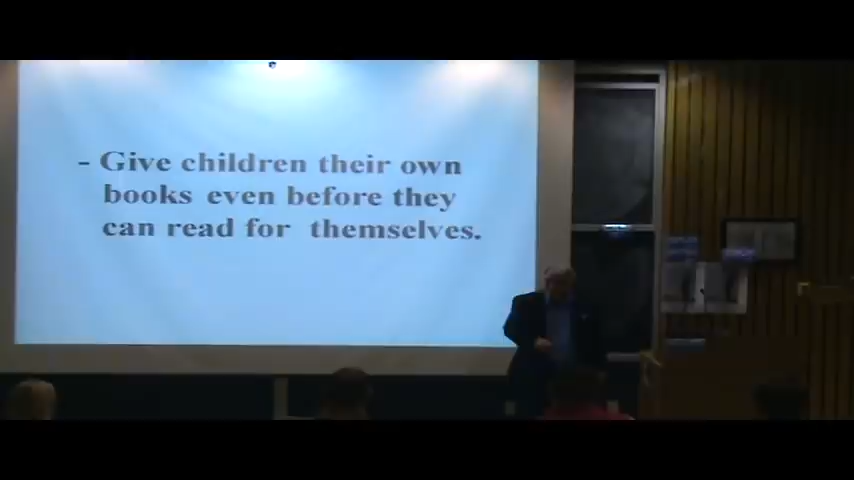 - Give children their own
books even before they
can read for themselves.